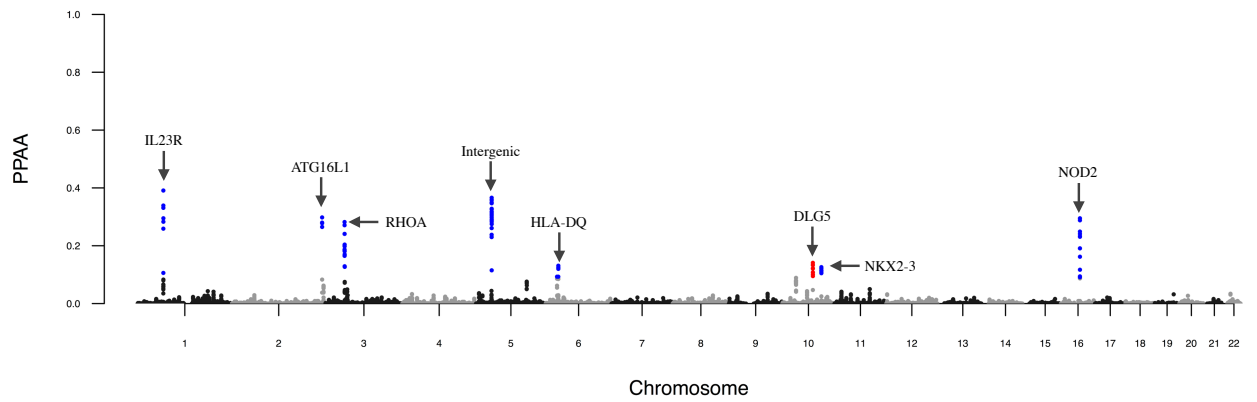 1.0
0.8
0.6
0.4
0.2
0.0
PPAA
IL23R
ATG16L1
RHOA
Intergenic
HLA-DQ
DLG5
NKX2-3
NOD2
1 2 3 4 5 6 7 8 9 10 11 12 13 14 15 16 17 18 19 20 21 22
Chromosome